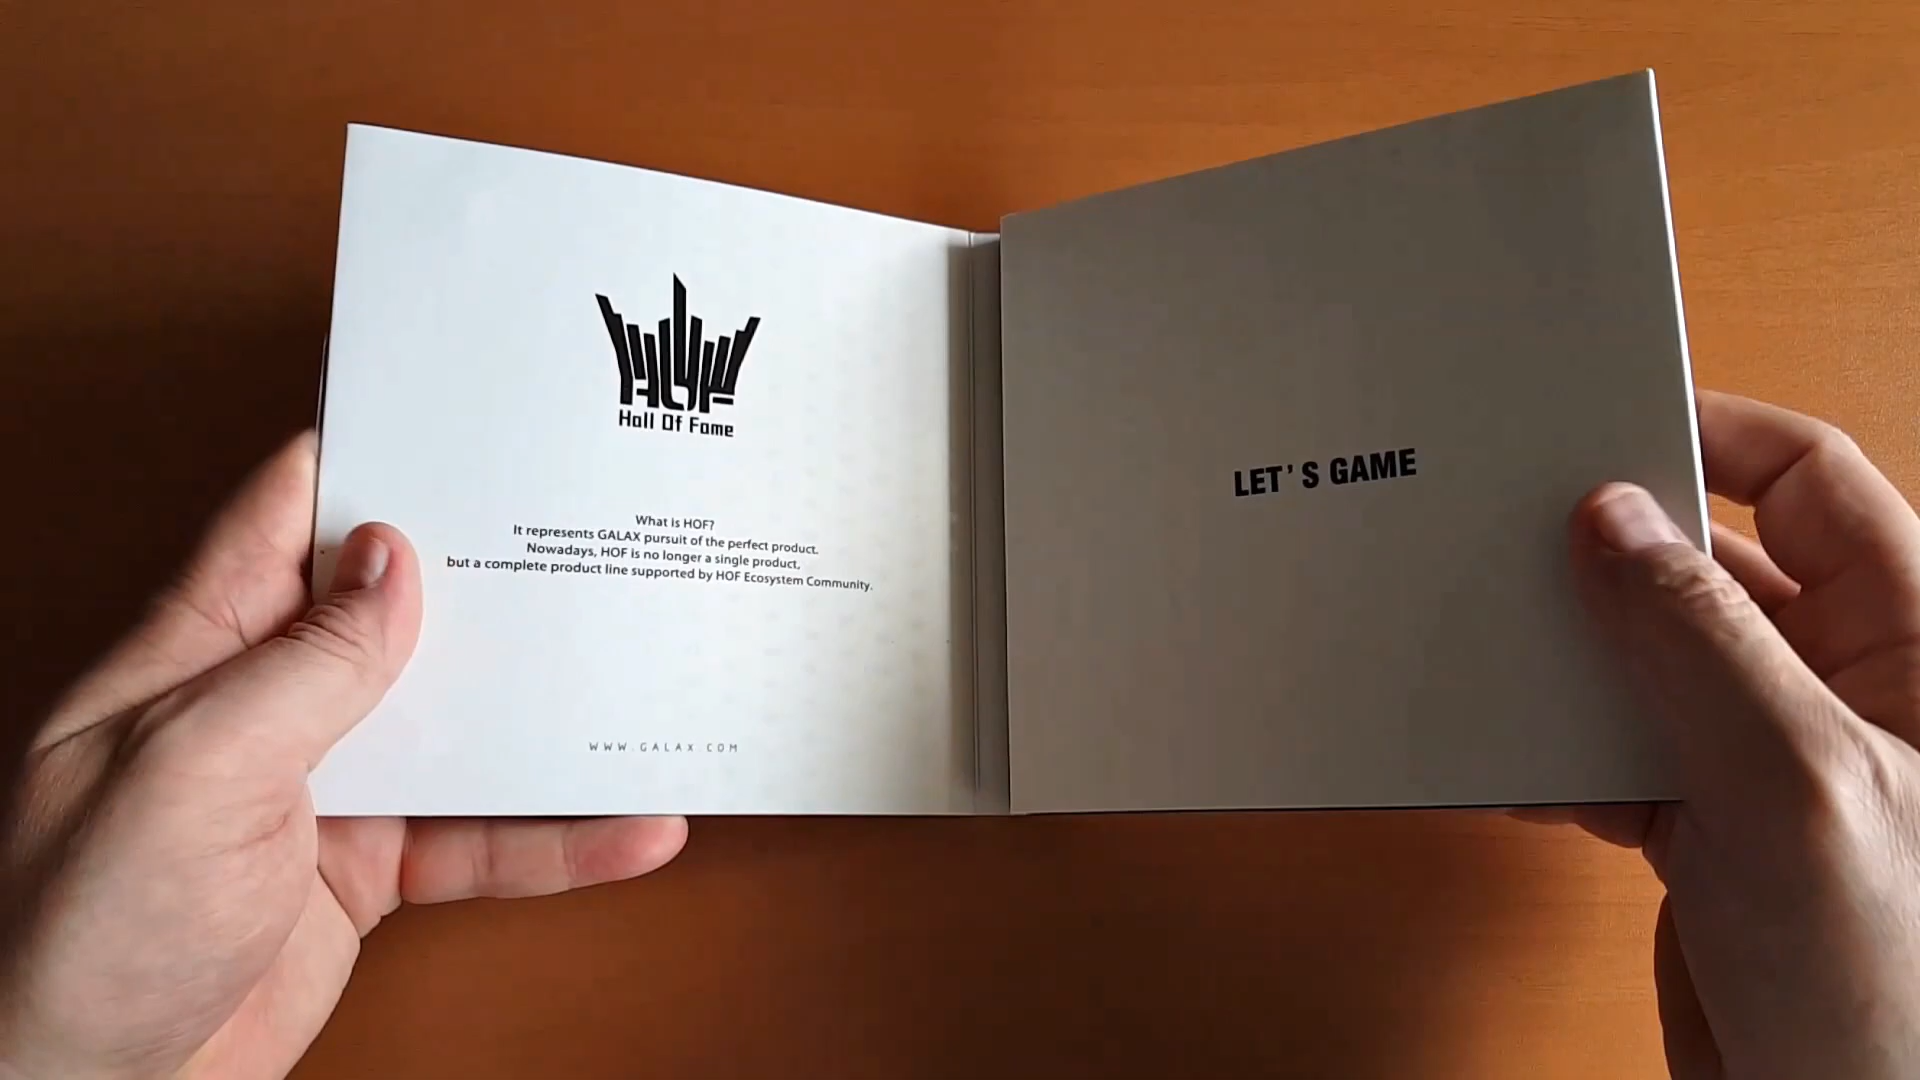 HOF
Hall Of Fame
What is HOF?
It represents GALAX pursuit of the perfect product.
Nowadays, HOF is no longer a single product,
but a complete product line supported by HOF Ecosystem Community.
WWW.GALAX.COM
LET'S GAME